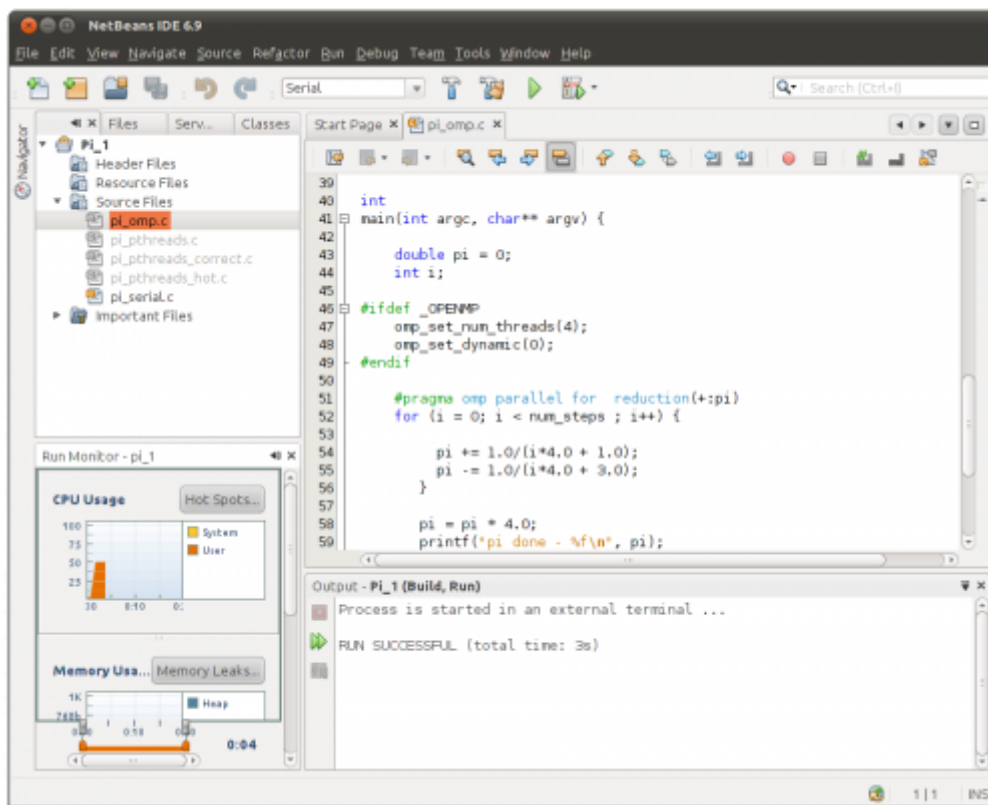 NetBeans IDE 6.9
File Edit View Navigate Source Refactor Run Debug Team Tools Window Help
Serial
Search (Ctrl+I)
Navigator
Files Serv... Classes
Pi_1
Header Files
Resource Files
Source Files
pi_omp.c
pi_pthreads.c
pi_pthreads_correct.c
pi_pthreads_hot.c
pi_serial.c
Important Files
Start Page pi_omp.c
39
40 int
41 main(int argc, char** argv) {
42
43 double pi = 0;
44 int i;
45
46 #ifdef _OPENMP
47 omp_set_num_threads(4);
48 omp_set_dynamic(0);
49 #endif
50
51 #pragma omp parallel for reduction(+:pi)
52 for (i = 0; i < num_steps ; i++) {
53
54 pi += 1.0/(i*4.0 + 1.0);
55 pi -= 1.0/(i*4.0 + 3.0);
56 }
57
58 pi = pi * 4.0;
59 printf("pi done - %f\n", pi);
Run Monitor - pi_1
CPU Usage Hot Spots...
100
75
50
25
0:10
System
User
Memory Usa... Memory Leaks...
1K
768b
0:10
Heap
0:04
Output - Pi_1 (Build, Run)
Process is started in an external terminal ...
RUN SUCCESSFUL (total time: 3s)
1|1 INS